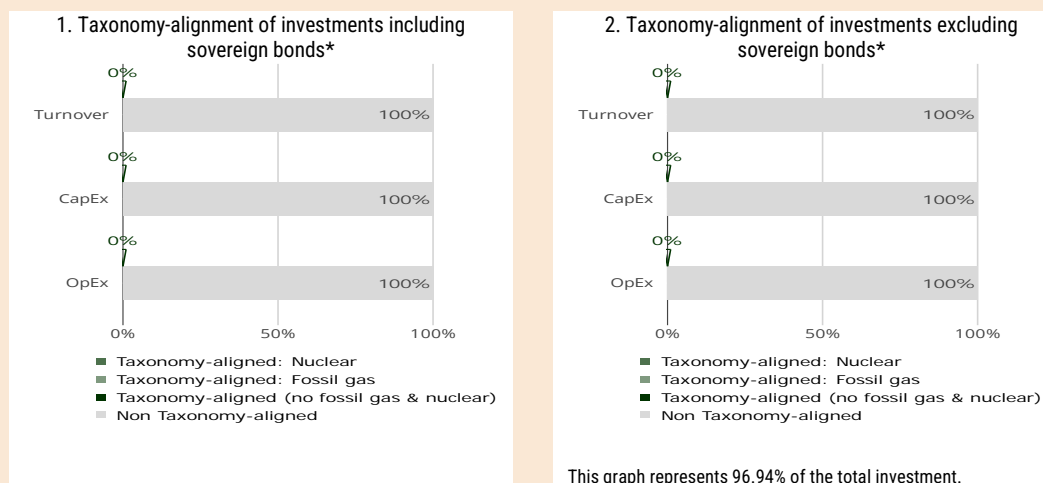 1. Taxonomy-alignment of investments including
sovereign bonds*
0%
Turnover
100%
0%
CapEx
100%
0%
OpEx
100%
0%
50%
100%
Taxonomy-aligned: Nuclear
Taxonomy-aligned: Fossil gas
Taxonomy-aligned (no fossil gas & nuclear)
Non Taxonomy-aligned
2. Taxonomy-alignment of investments excluding
sovereign bonds*
0%
Turnover
100%
0%
CapEx
100%
0%
OpEx
100%
0%
50%
100%
Taxonomy-aligned: Nuclear
Taxonomy-aligned: Fossil gas
Taxonomy-aligned (no fossil gas & nuclear)
Non Taxonomy-aligned
This graph represents 96.94% of the total investment.